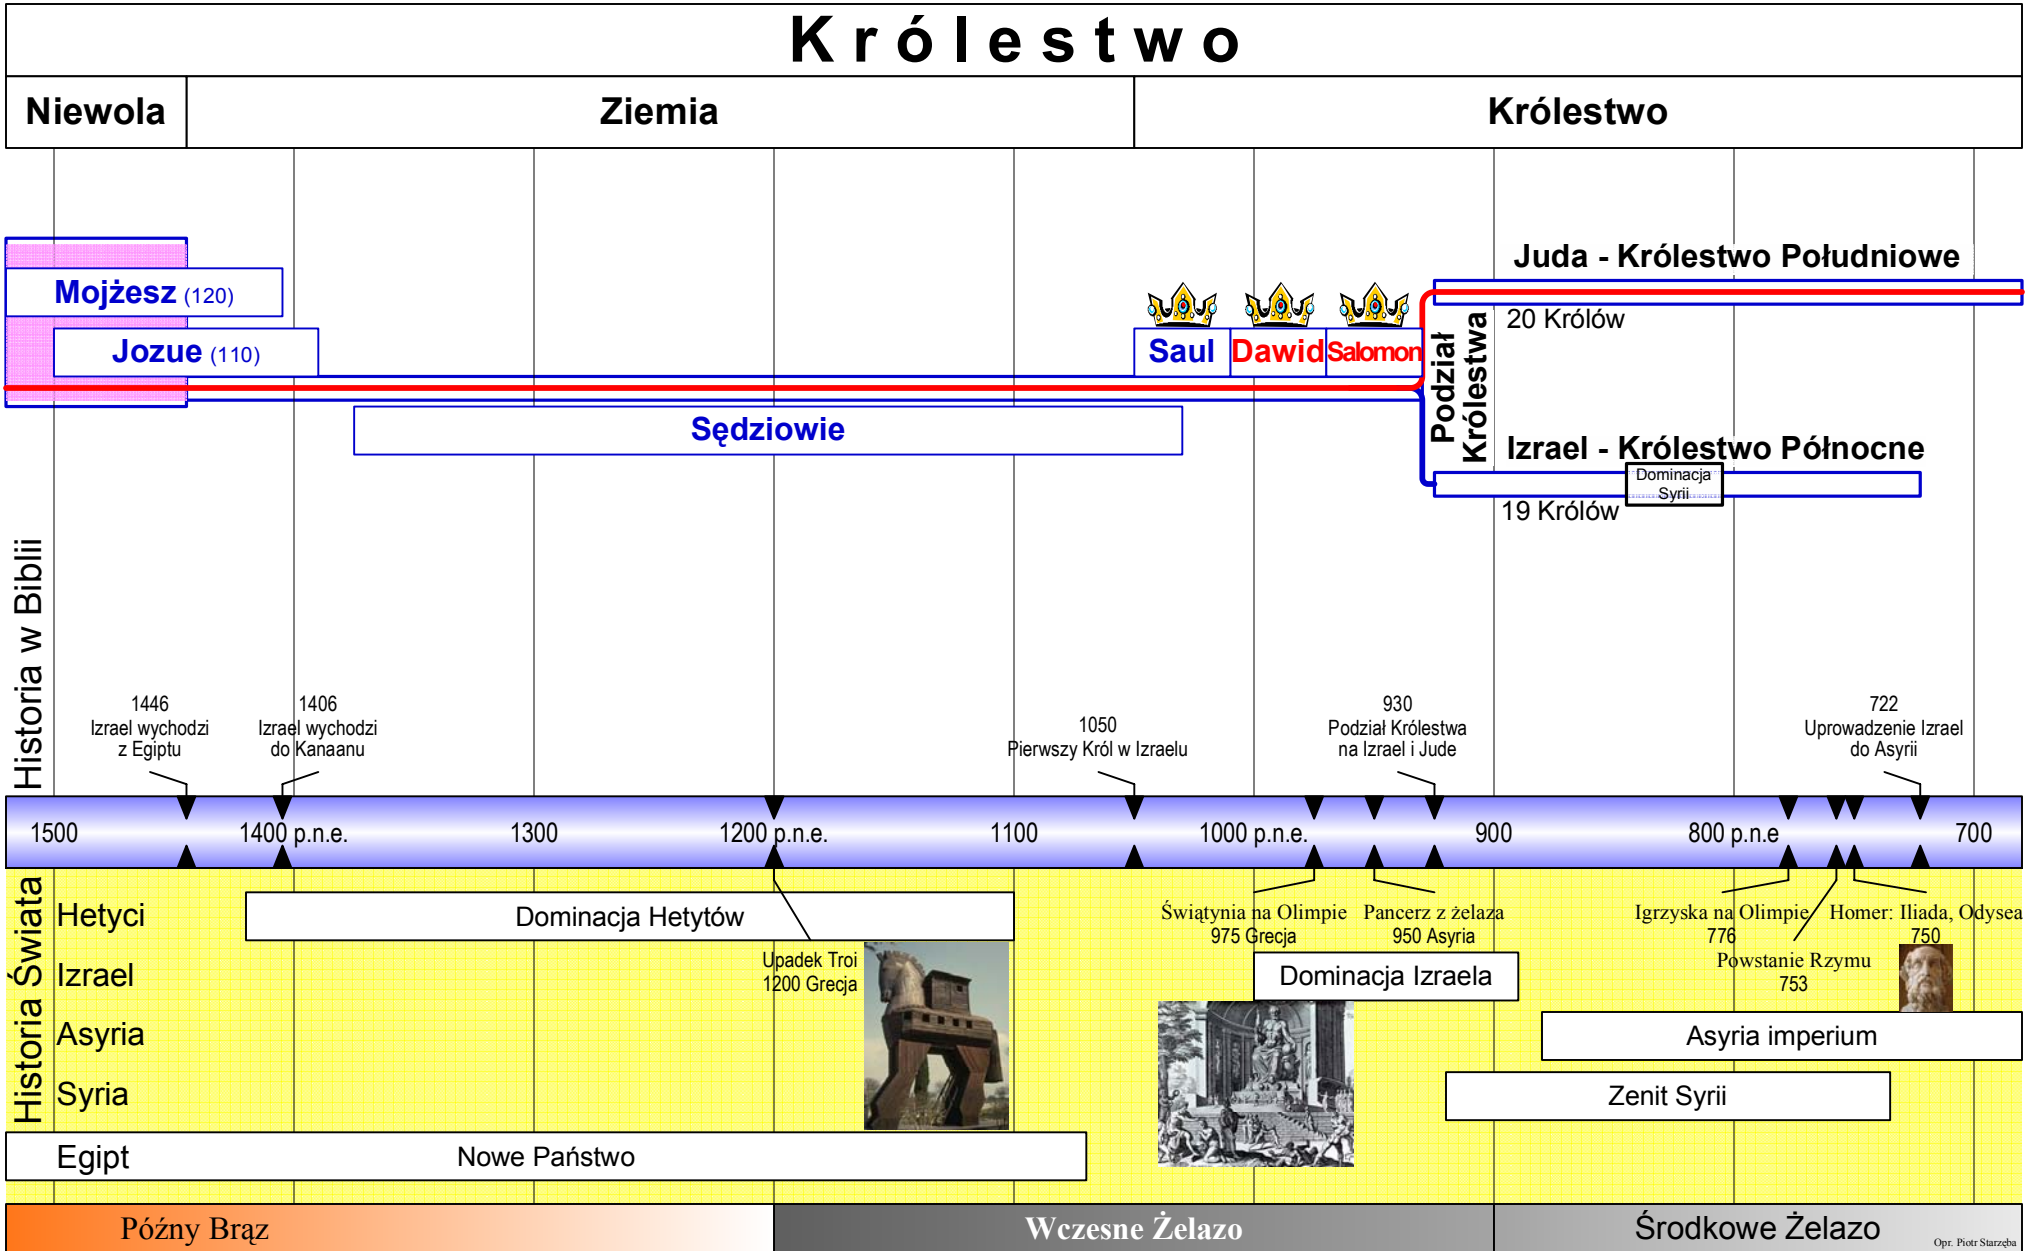 Królestwo
Niewola
Ziemia
Królestwo
Juda - Królestwo Południowe
20 Królów
Mojżesz (120)
Jozue (110)
Saul
Dawid
Salomon
Podział
Królestwa
Sędziowie
Izrael - Królestwo Północne
Dominacja
Syrii
19 Królów
Historia w Biblii
1446
Izrael wychodzi
z Egiptu
1406
Izrael wychodzi
do Kanaanu
1050
Pierwszy Król w Izraelu
930
Podział Królestwa
na Izrael i Jude
722
Uprowadzenie Izrael
do Asyrii
1500
1400 p.n.e.
1300
1200 p.n.e.
1100
1000 p.n.e.
900
800 p.n.e
700
Historia Świata
Hetyci
Dominacja Hetytów
Upadek Troi
1200 Grecja
Świątynia na Olimpie
975 Grecja
Pancerz z żelaza
950 Asyria
Igrzyska na Olimpie
776
Powstanie Rzymu
753
Homer: Iliada, Odysea
750
Izrael
Dominacja Izraela
Asyria
Asyria imperium
Syria
Zenit Syrii
Egipt
Nowe Państwo
Późny Brąz
Wczesne Żelazo
Środkowe Żelazo
Opr. Piotr Starzęba